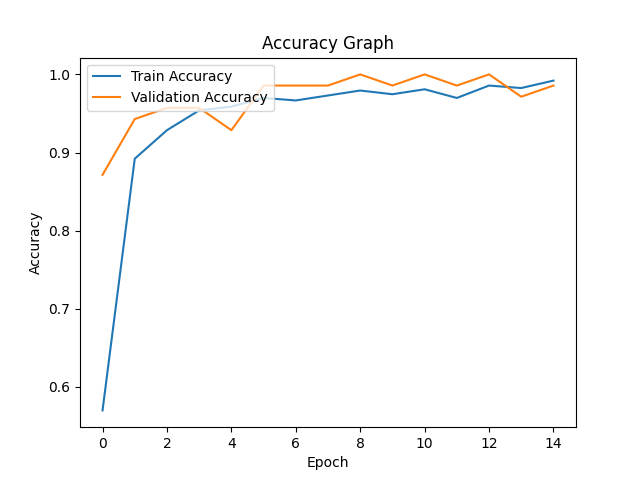 Accuracy Graph
Train Accuracy
Validation Accuracy
1.0
0.9
0.8
0.7
0.6
Accuracy
0 2 4 6 8 10 12 14
Epoch